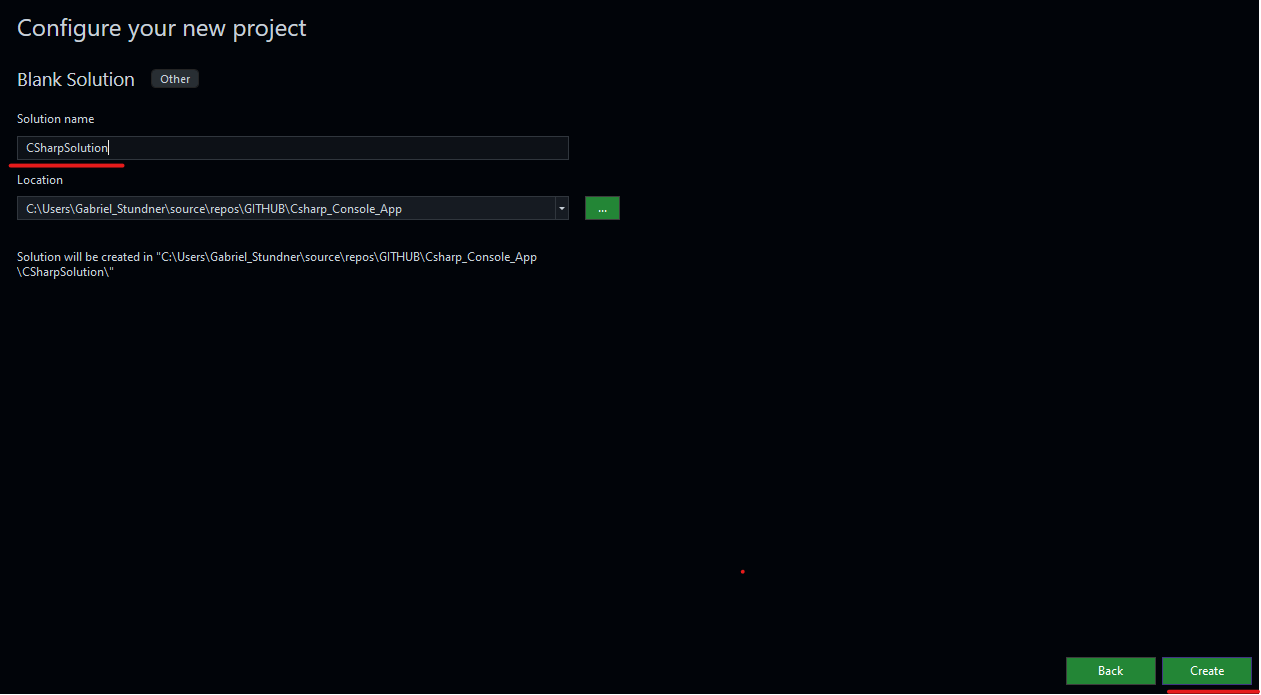 Configure your new project
Blank Solution Other
Solution name
CSharpSolution
Location
C:\Users\Gabriel_Stundner\source\repos\GITHUB\Csharp_Console_App
...
Solution will be created in "C:\Users\Gabriel_Stundner\source\repos\GITHUB\Csharp_Console_App
\CSharpSolution\"
Back Create